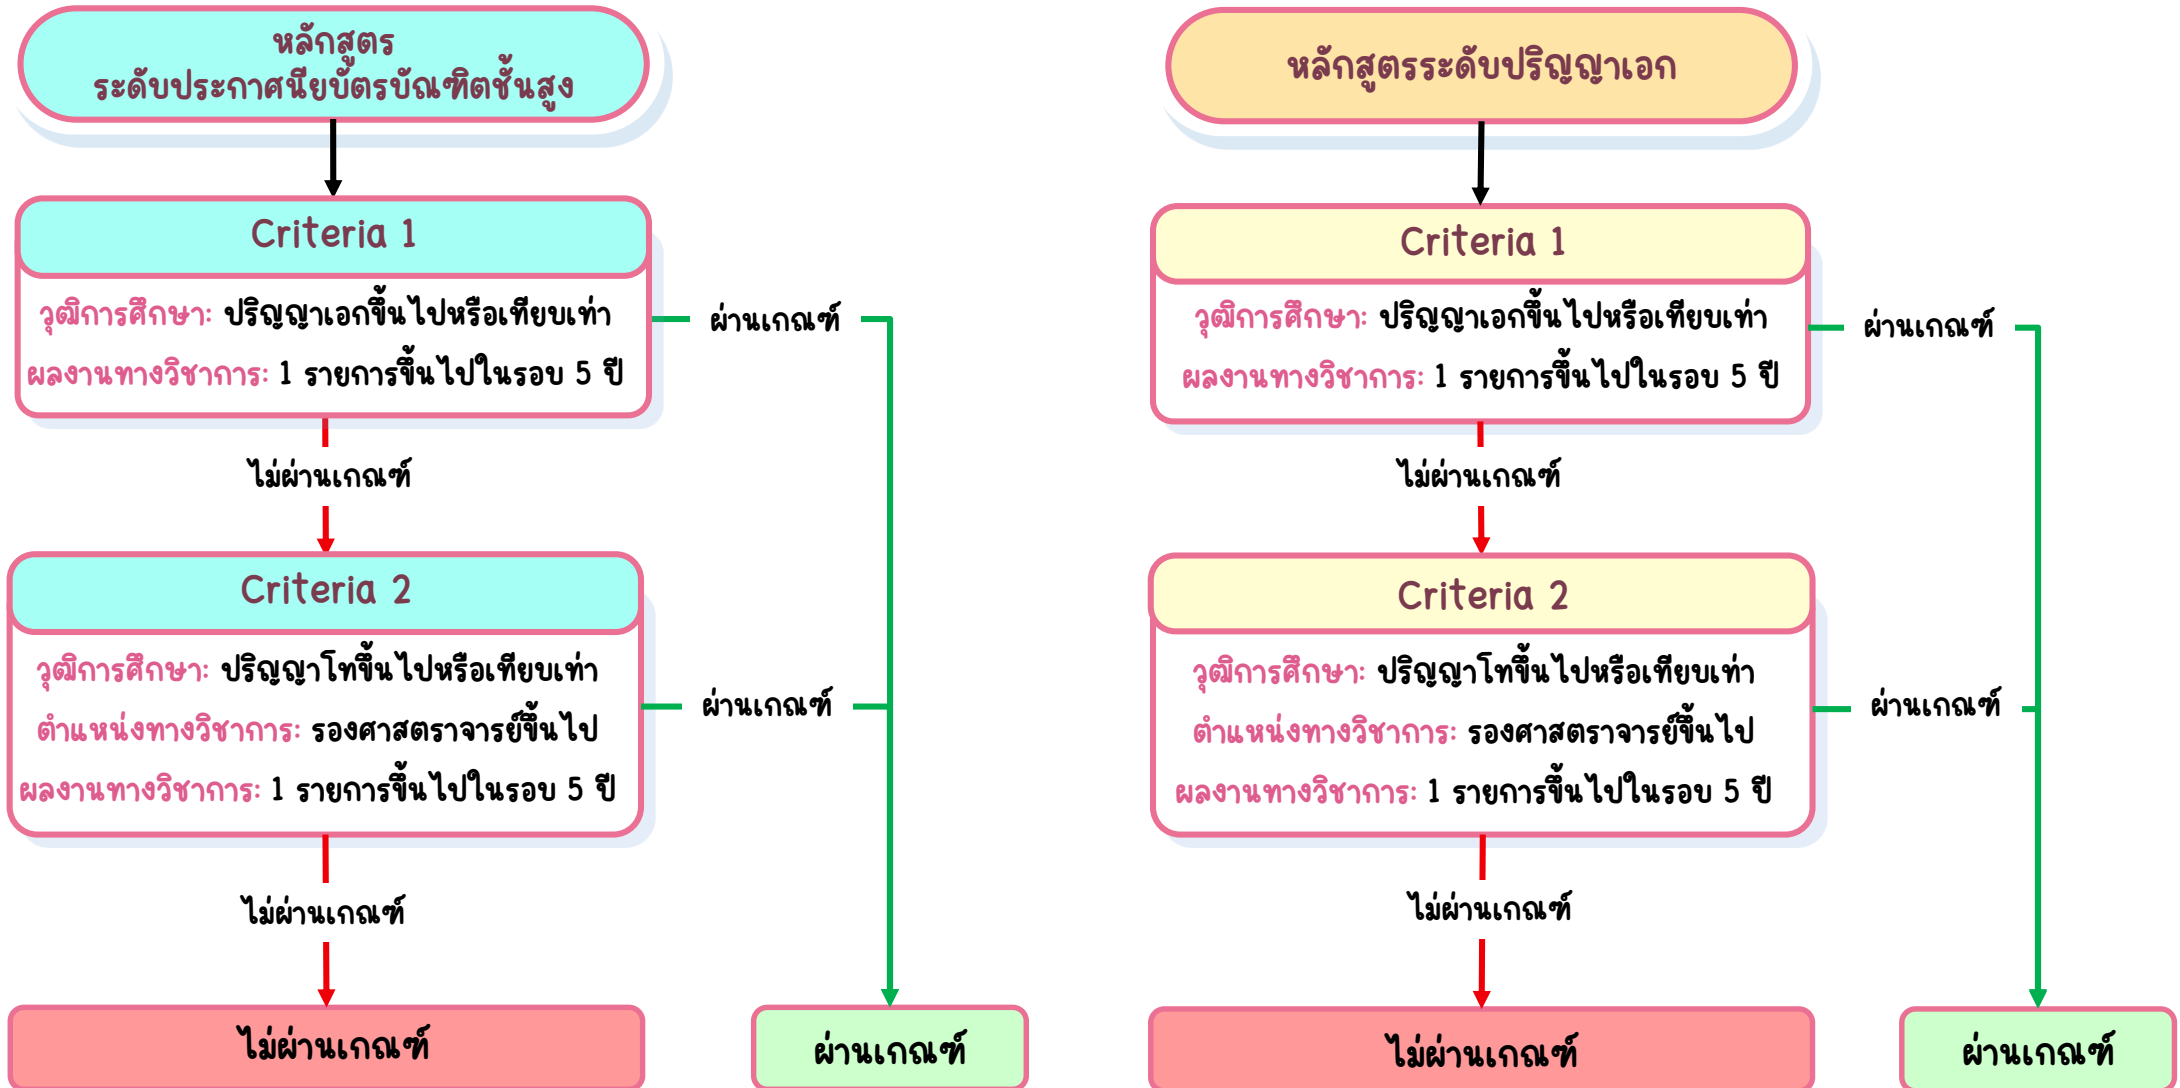 หลักสูตร
ระดับประกาศนียบัตรบัณฑิตชั้นสูง
Criteria 1
วุฒิการศึกษา: ปริญญาเอกขึ้นไปหรือเทียบเท่า
ผลงานทางวิชาการ: 1 รายการขึ้นไปในรอบ 5 ปี
ผ่านเกณฑ์
ไม่ผ่านเกณฑ์
Criteria 2
วุฒิการศึกษา: ปริญญาโทขึ้นไปหรือเทียบเท่า
ตำแหน่งทางวิชาการ: รองศาสตราจารย์ขึ้นไป
ผลงานทางวิชาการ: 1 รายการขึ้นไปในรอบ 5 ปี
ผ่านเกณฑ์
ไม่ผ่านเกณฑ์
ไม่ผ่านเกณฑ์
ผ่านเกณฑ์
หลักสูตรระดับปริญญาเอก
Criteria 1
วุฒิการศึกษา: ปริญญาเอกขึ้นไปหรือเทียบเท่า
ผลงานทางวิชาการ: 1 รายการขึ้นไปในรอบ 5 ปี
ผ่านเกณฑ์
ไม่ผ่านเกณฑ์
Criteria 2
วุฒิการศึกษา: ปริญญาโทขึ้นไปหรือเทียบเท่า
ตำแหน่งทางวิชาการ: รองศาสตราจารย์ขึ้นไป
ผลงานทางวิชาการ: 1 รายการขึ้นไปในรอบ 5 ปี
ผ่านเกณฑ์
ไม่ผ่านเกณฑ์
ไม่ผ่านเกณฑ์
ผ่านเกณฑ์